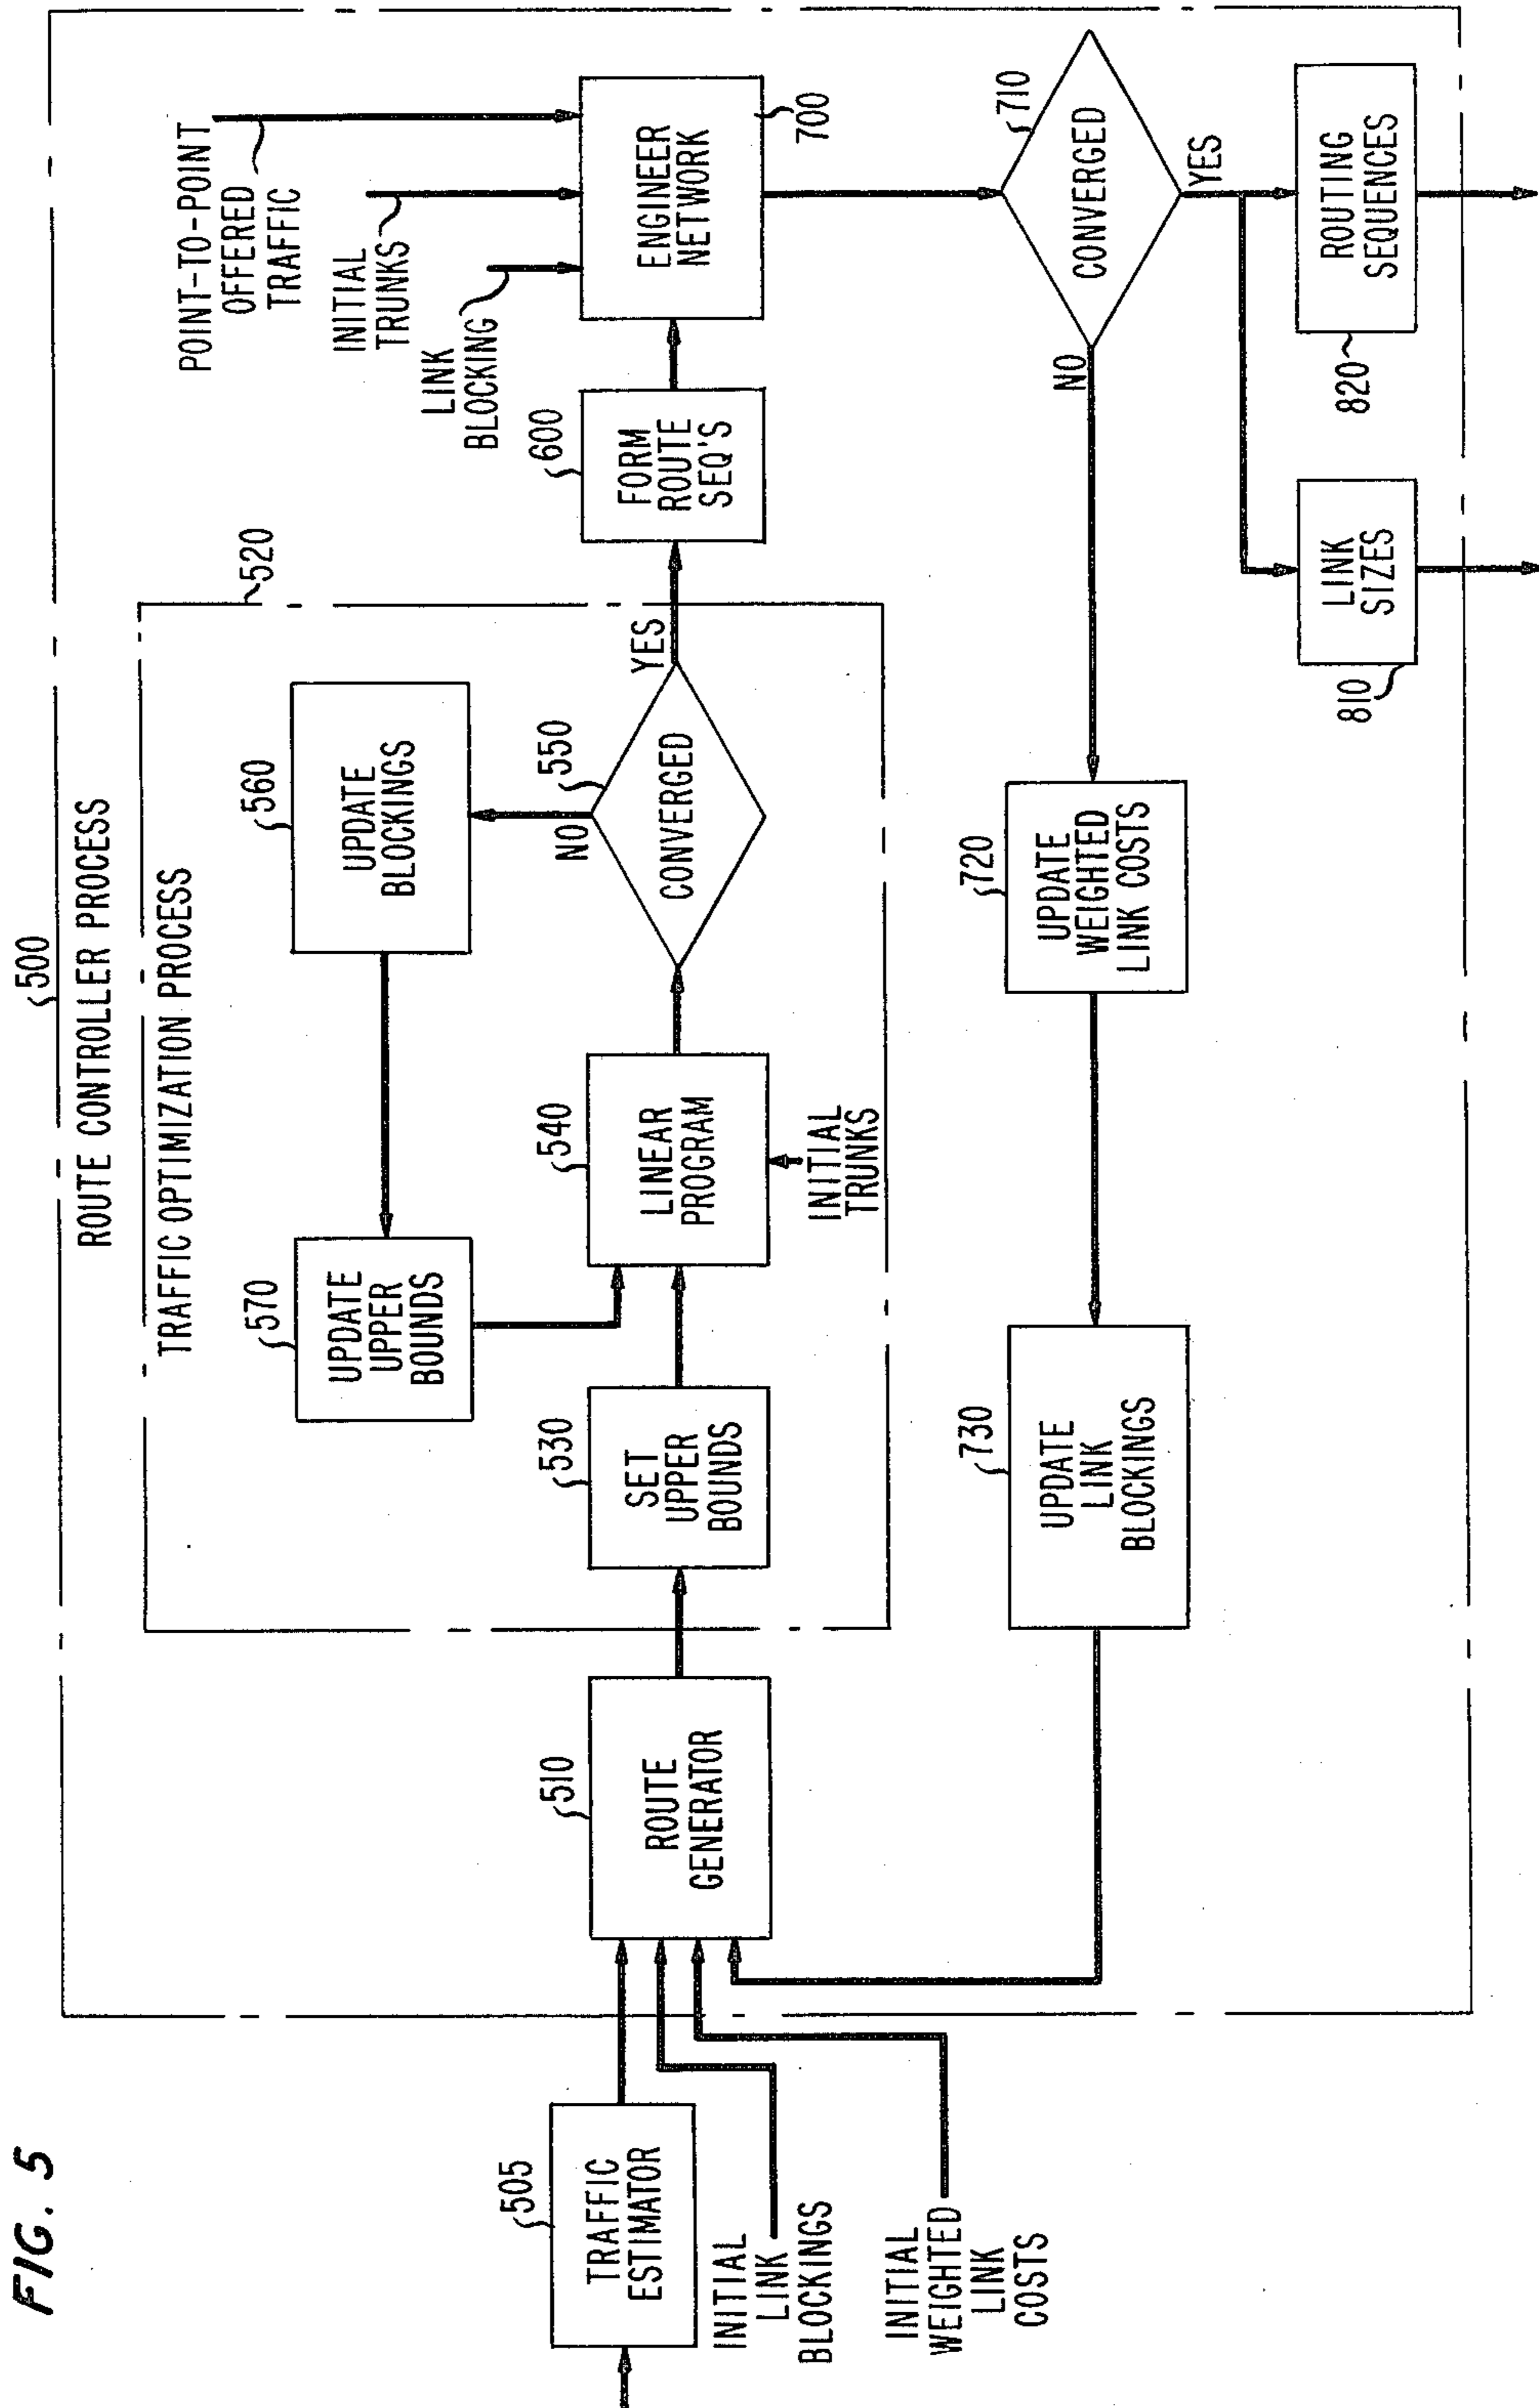 FIG. 5
500
ROUTE CONTROLLER PROCESS
TRAFFIC OPTIMIZATION PROCESS
520
505
TRAFFIC
ESTIMATOR
INITIAL
LINK
BLOCKINGS
INITIAL
WEIGHTED
LINK
COSTS
510
ROUTE
GENERATOR
530
SET
UPPER
BOUNDS
570
UPDATE
UPPER
BOUNDS
540
LINEAR
PROGRAM
INITIAL
TRUNKS
560
UPDATE
BLOCKINGS
550
CONVERGED
NO
YES
600
FORM
ROUTE
SEQ'S
POINT-TO-POINT
OFFERED
TRAFFIC
INITIAL
TRUNKS
LINK
BLOCKING
ENGINEER
NETWORK
700
710
CONVERGED
NO
YES
720
UPDATE
WEIGHTED
LINK COSTS
730
UPDATE
LINK
BLOCKINGS
LINK
SIZES
810
ROUTING
SEQUENCES
820